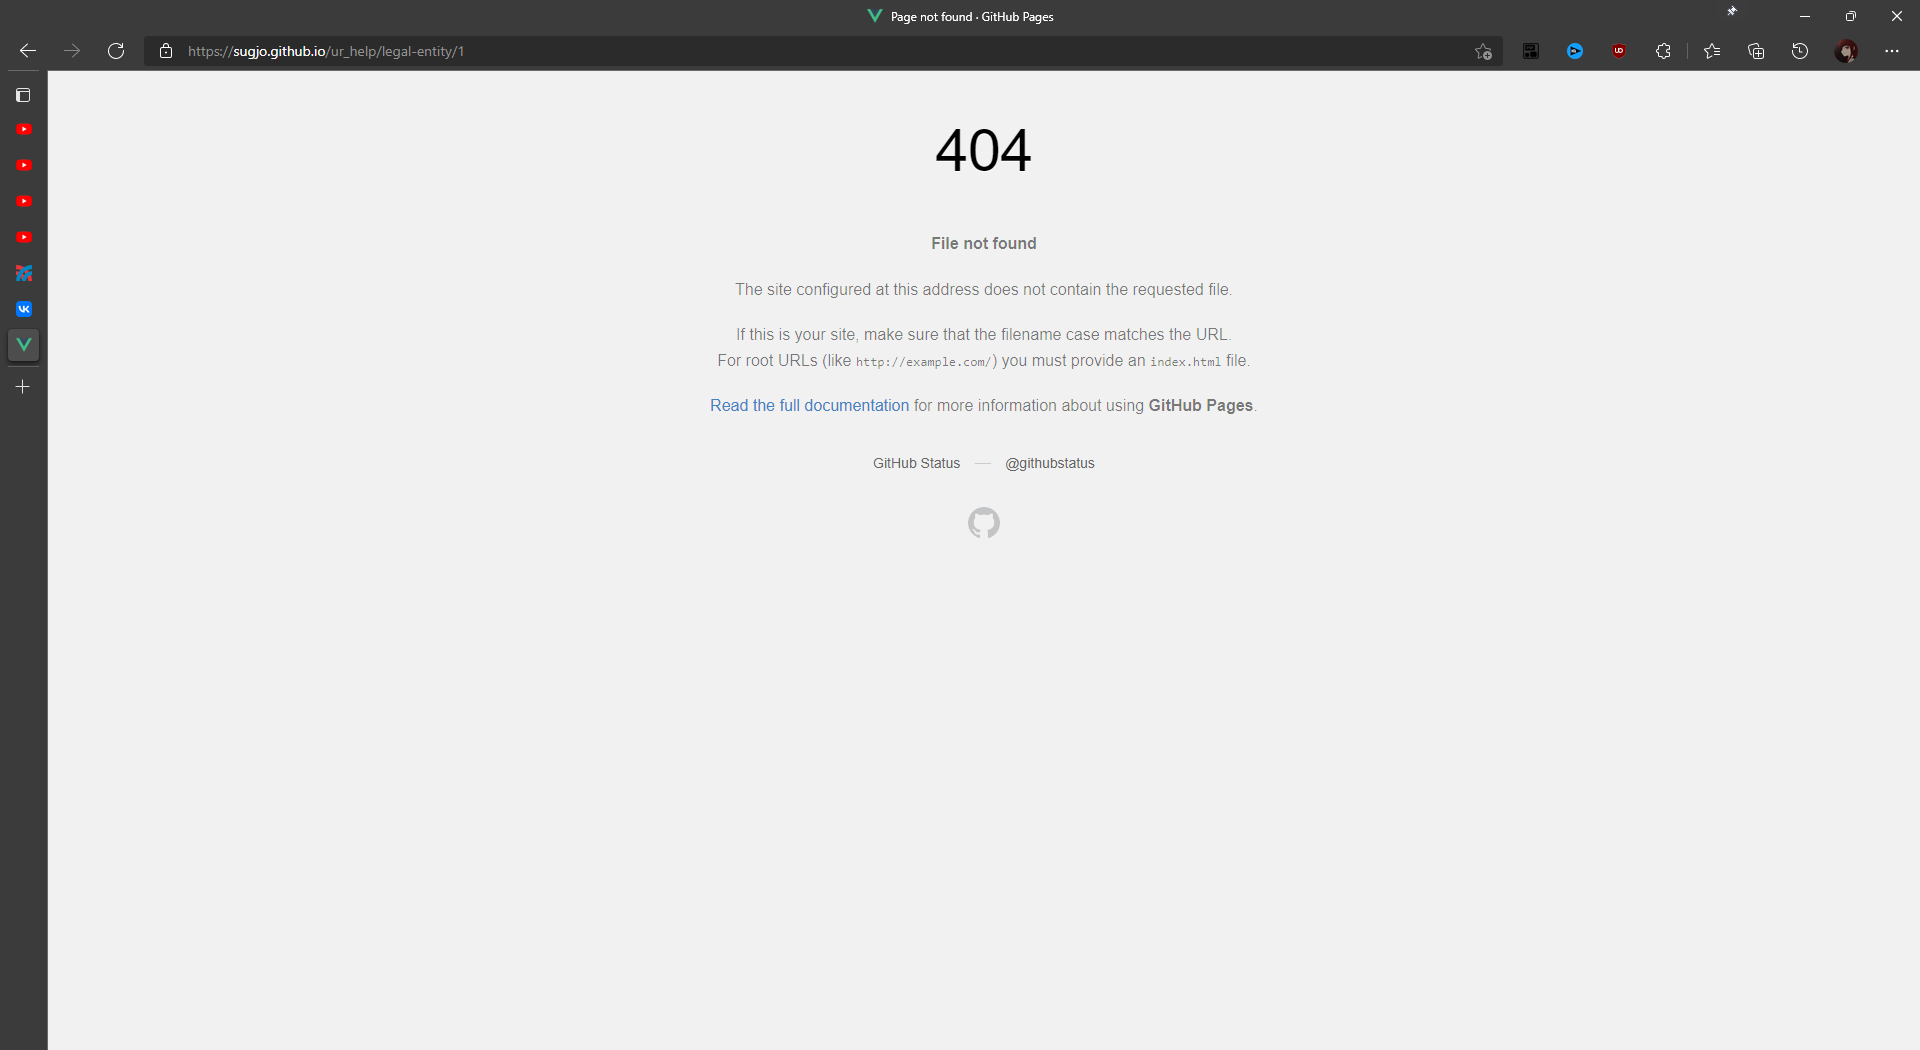 Page not found · GitHub Pages
https://sugjo.github.io/ur_help/legal-entity/1
404
File not found
The site configured at this address does not contain the requested file.
If this is your site, make sure that the filename case matches the URL.
For root URLs (like http://example.com/) you must provide an index.html file.
Read the full documentation for more information about using GitHub Pages.
GitHub Status — @githubstatus